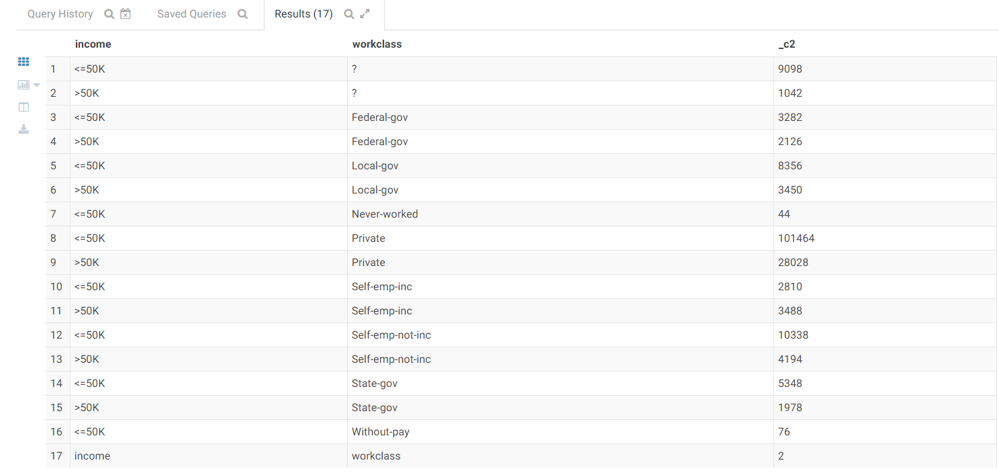 Query History Saved Queries Results (17)
income workclass _c2
1 <=50K ? 9098
2 >50K ? 1042
3 <=50K Federal-gov 3282
4 >50K Federal-gov 2126
5 <=50K Local-gov 8356
6 >50K Local-gov 3450
7 <=50K Never-worked 44
8 <=50K Private 101464
9 >50K Private 28028
10 <=50K Self-emp-inc 2810
11 >50K Self-emp-inc 3488
12 <=50K Self-emp-not-inc 10338
13 >50K Self-emp-not-inc 4194
14 <=50K State-gov 5348
15 >50K State-gov 1978
16 <=50K Without-pay 76
17 income workclass 2